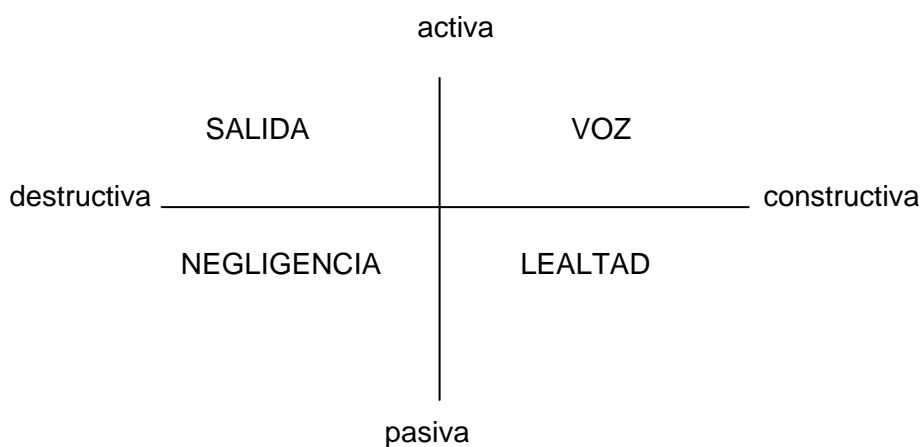 activa
SALIDA VOZ
destructiva constructiva
NEGLIGENCIA LEALTAD
pasiva